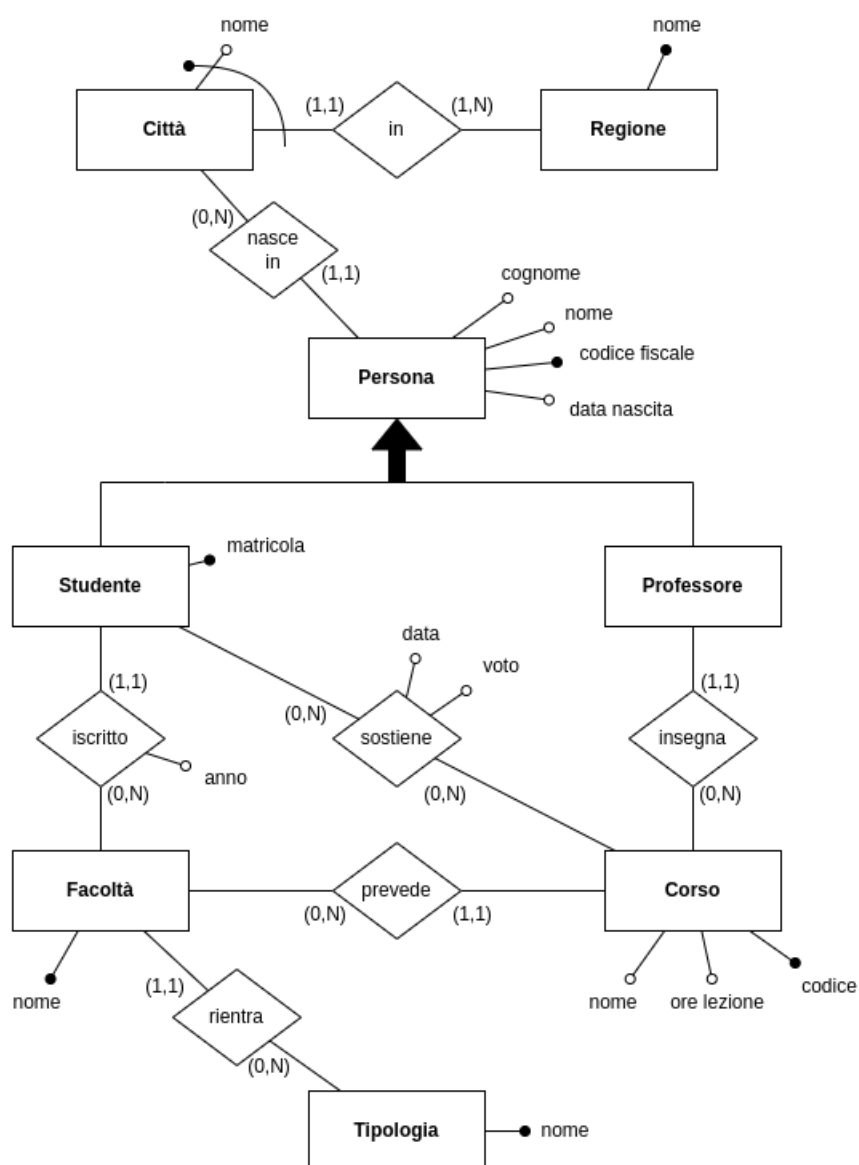 nome
nome
Città
(1,1)
in
(1,N)
Regione
(0,N)
nasce
in
(1,1)
cognome
nome
codice fiscale
Persona
data nascita
matricola
Studente
Professore
data
voto
(1,1)
(0,N)
(1,1)
iscritto
sostiene
insegna
anno
(0,N)
(0,N)
(0,N)
Facoltà
prevede
Corso
(0,N)
(1,1)
nome
(1,1)
nome
ore lezione
codice
rientra
(0,N)
Tipologia
nome